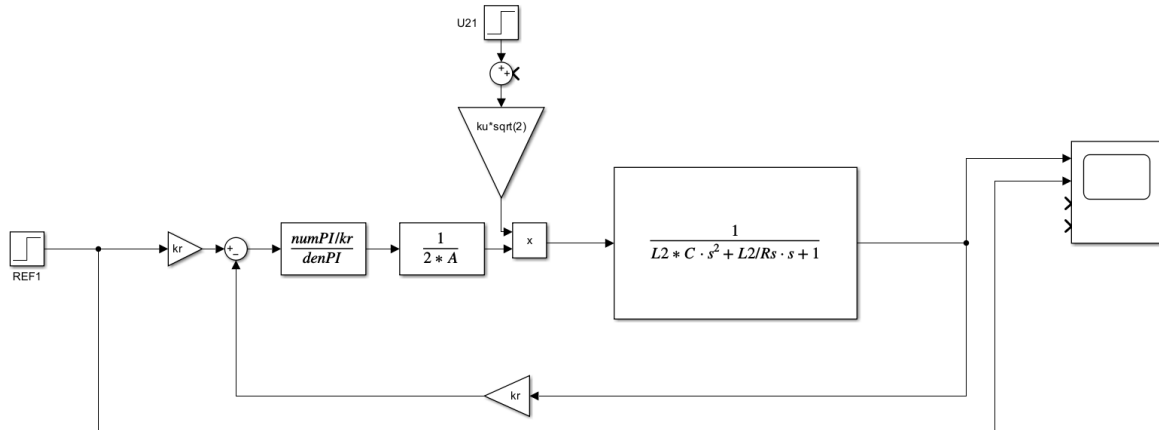 U21
+
+
ku*sqrt(2)
REF1
kr
+
−
numPI/kr
denPI
1
2 * A
x
1
L2 * C · s² + L2/Rs · s + 1
kr